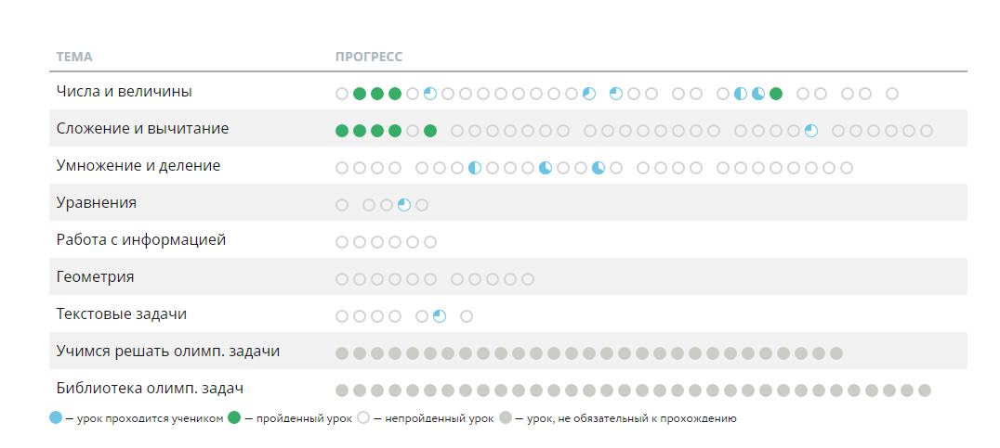 ТЕМА ПРОГРЕСС
Числа и величины
Сложение и вычитание
Умножение и деление
Уравнения
Работа с информацией
Геометрия
Текстовые задачи
Учимся решать олимп. задачи
Библиотека олимп. задач
— урок проходится учеником — пройденный урок — непройденный урок — урок, не обязательный к прохождению